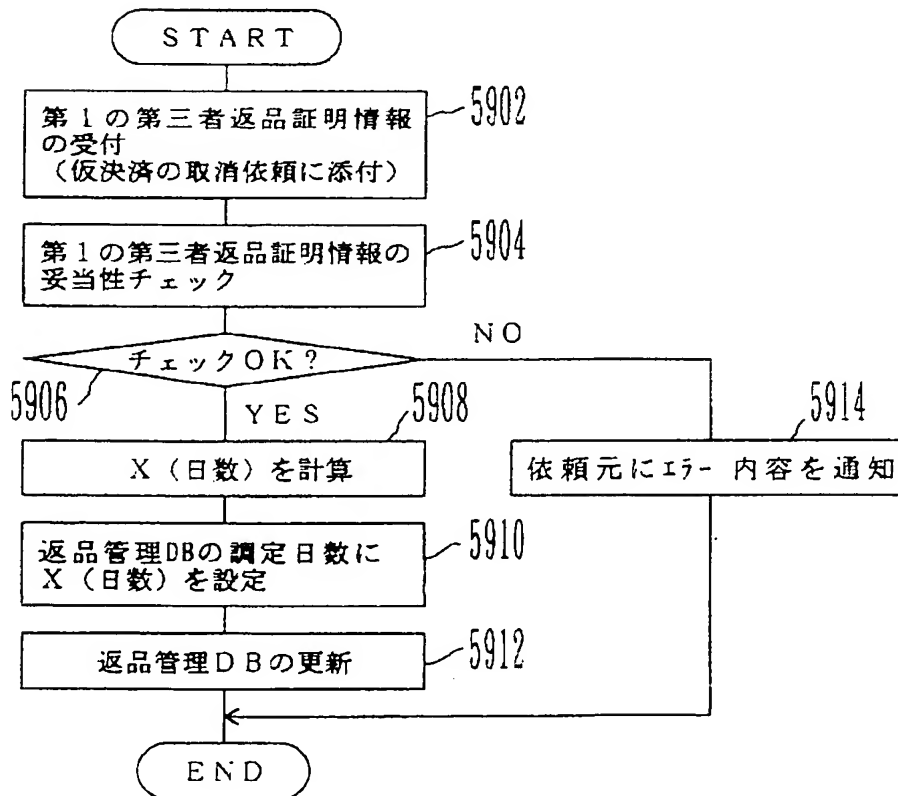 START
第1の第三者返品証明情報
の受付
(仮決済の取消依頼に添付)
5902
第1の第三者返品証明情報の
妥当性チェック
5904
チェックOK?
NO
5906
YES
5908
X(日数)を計算
5914
依頼元にエラー内容を通知
返品管理DBの調定日数に
X(日数)を設定
5910
返品管理DBの更新
5912
END